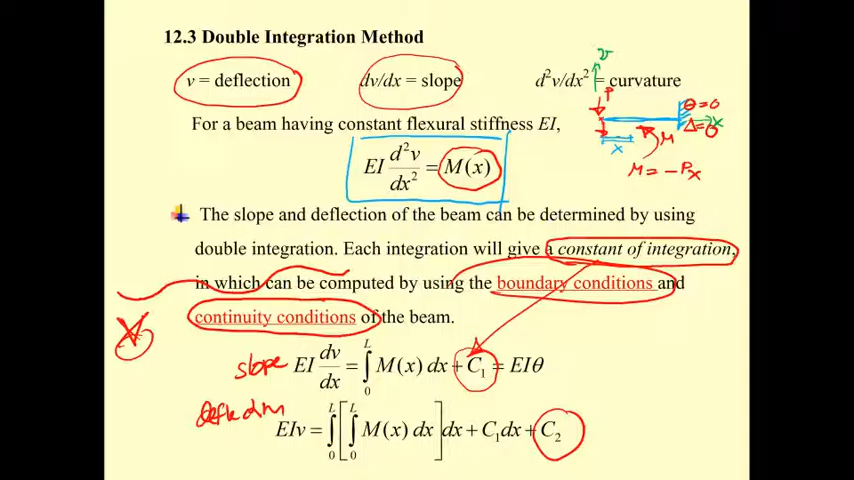 12.3 Double Integration Method
v
v = deflection dv/dx = slope d²v/dx² = curvature
P
θ=0
Δ=0
x
x
M
M = -Px
For a beam having constant flexural stiffness EI,
EI d²v/dx² = M(x)
The slope and deflection of the beam can be determined by using
double integration. Each integration will give a constant of integration,
in which can be computed by using the boundary conditions and
continuity conditions of the beam.
slope EI dv/dx = ∫₀ᴸ M(x) dx + C₁ = EIθ
EIv = ∫₀ᴸ [∫₀ᴸ M(x) dx] dx + C₁dx + C₂